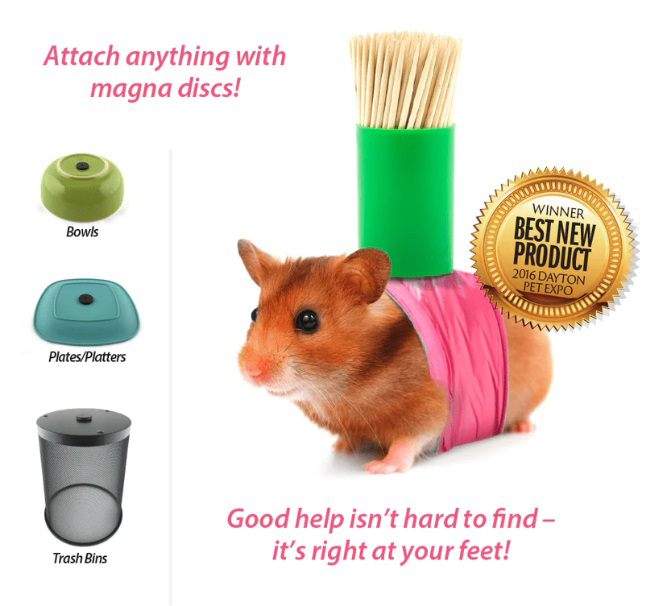 Attach anything with
magna discs!
Bowls
Plates/Platters
Trash Bins
WINNER
BEST NEW
PRODUCT
2016 DAYTON
PET EXPO
Good help isn't hard to find –
it's right at your feet!